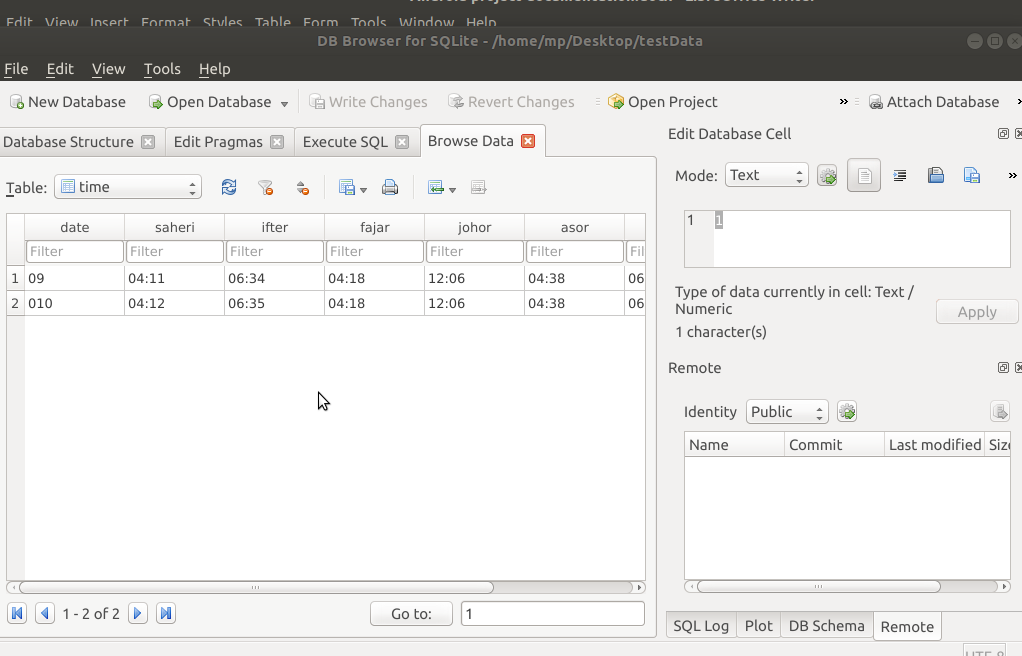 Edit View Insert Format Styles Table Form Tools Window Help
DB Browser for SQLite - /home/mp/Desktop/testData
File Edit View Tools Help
New Database Open Database Write Changes Revert Changes Open Project » Attach Database
Database Structure Edit Pragmas Execute SQL Browse Data
Table: time
date saheri ifter fajar johor asor
Filter Filter Filter Filter Filter Filter Fil
1 09 04:11 06:34 04:18 12:06 04:38 06
2 010 04:12 06:35 04:18 12:06 04:38 06
1 - 2 of 2 Go to: 1
Edit Database Cell
Mode: Text »
1 1
Type of data currently in cell: Text /
Numeric
1 character(s)
Apply
Remote
Identity Public
Name Commit Last modified Size
SQL Log Plot DB Schema Remote
UTF-8